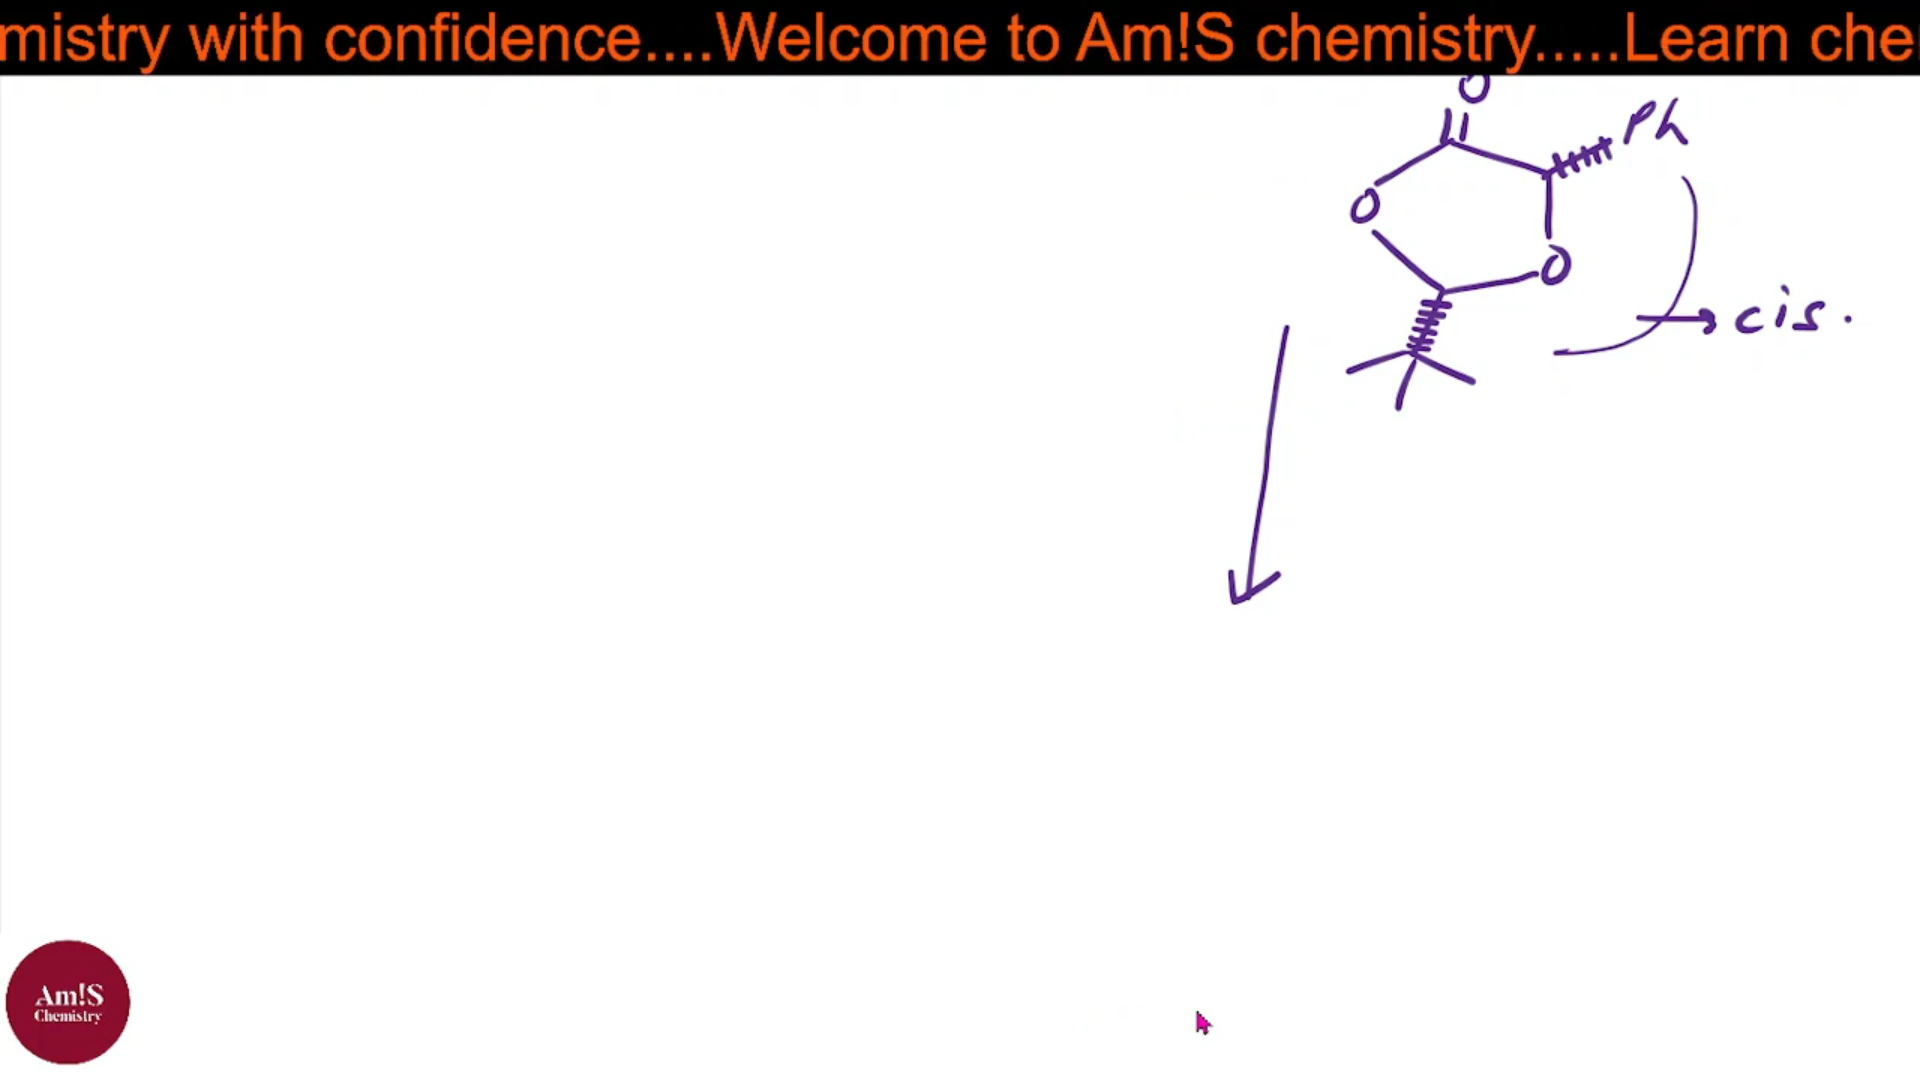 mistry with confidence....Welcome to Am!S chemistry.....Learn che
O
Ph
O
O
cis.
Am!S
Chemistry